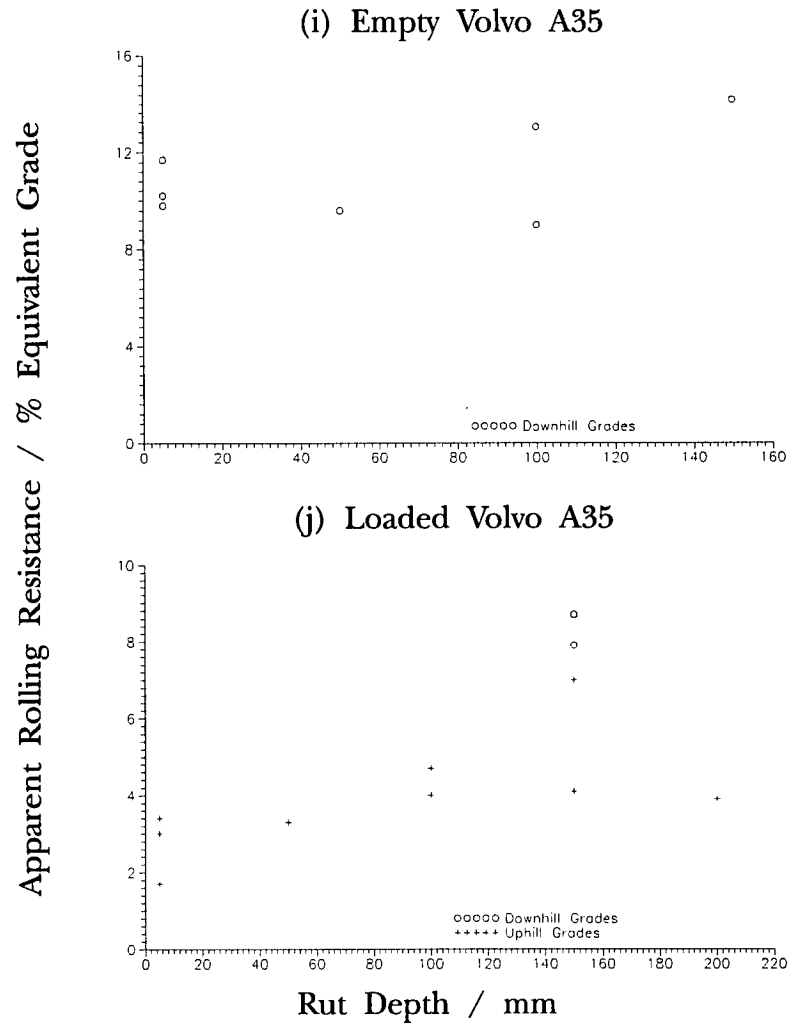 (i) Empty Volvo A35
16
12
8
4
0
ooooo Downhill Grades
0 20 40 60 80 100 120 140 160
(j) Loaded Volvo A35
10
8
6
4
2
0
ooooo Downhill Grades
+++++ Uphill Grades
0 20 40 60 80 100 120 140 160 180 200 220
Rut Depth / mm
Apparent Rolling Resistance / % Equivalent Grade